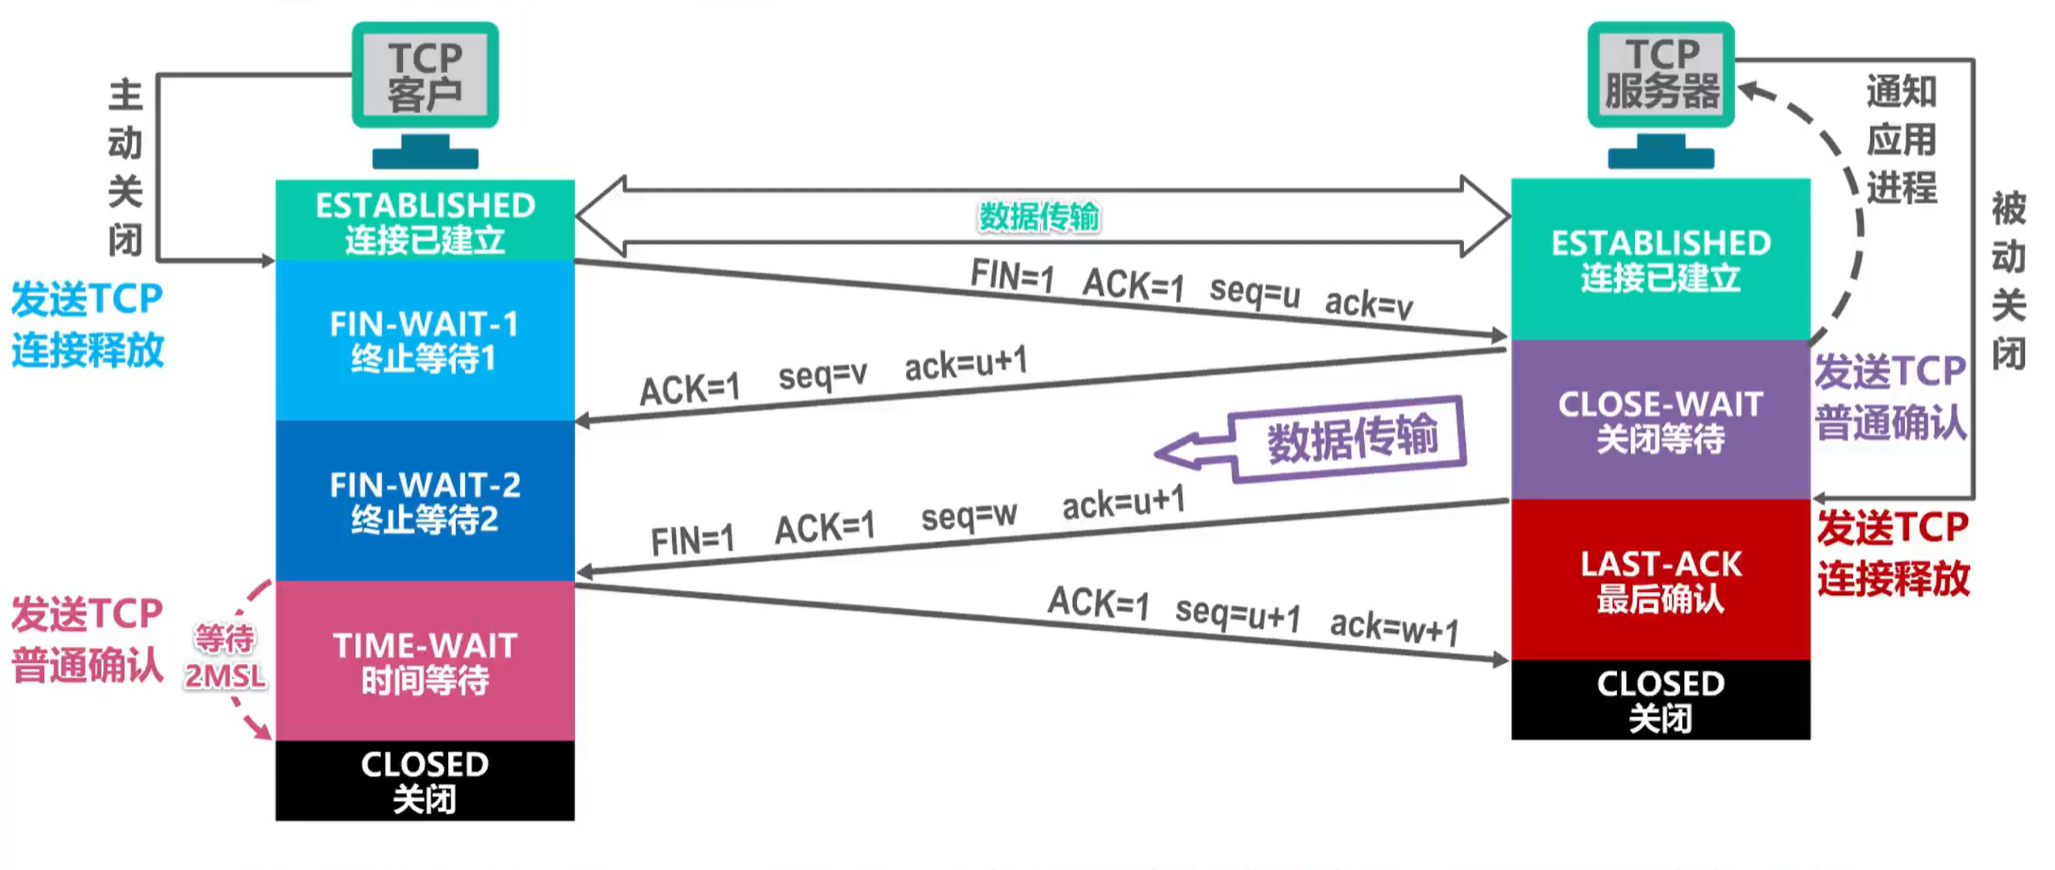 TCP
客户
TCP
服务器
主
动
关
闭
通知
应用
进程
被
动
关
闭
ESTABLISHED
连接已建立
数据传输
ESTABLISHED
连接已建立
FIN=1 ACK=1 seq=u ack=v
发送TCP
连接释放
FIN-WAIT-1
终止等待1
ACK=1 seq=v ack=u+1
发送TCP
普通确认
CLOSE-WAIT
关闭等待
数据传输
FIN-WAIT-2
终止等待2
FIN=1 ACK=1 seq=w ack=u+1
发送TCP
连接释放
LAST-ACK
最后确认
ACK=1 seq=u+1 ack=w+1
发送TCP
普通确认
等待
2MSL
TIME-WAIT
时间等待
CLOSED
关闭
CLOSED
关闭